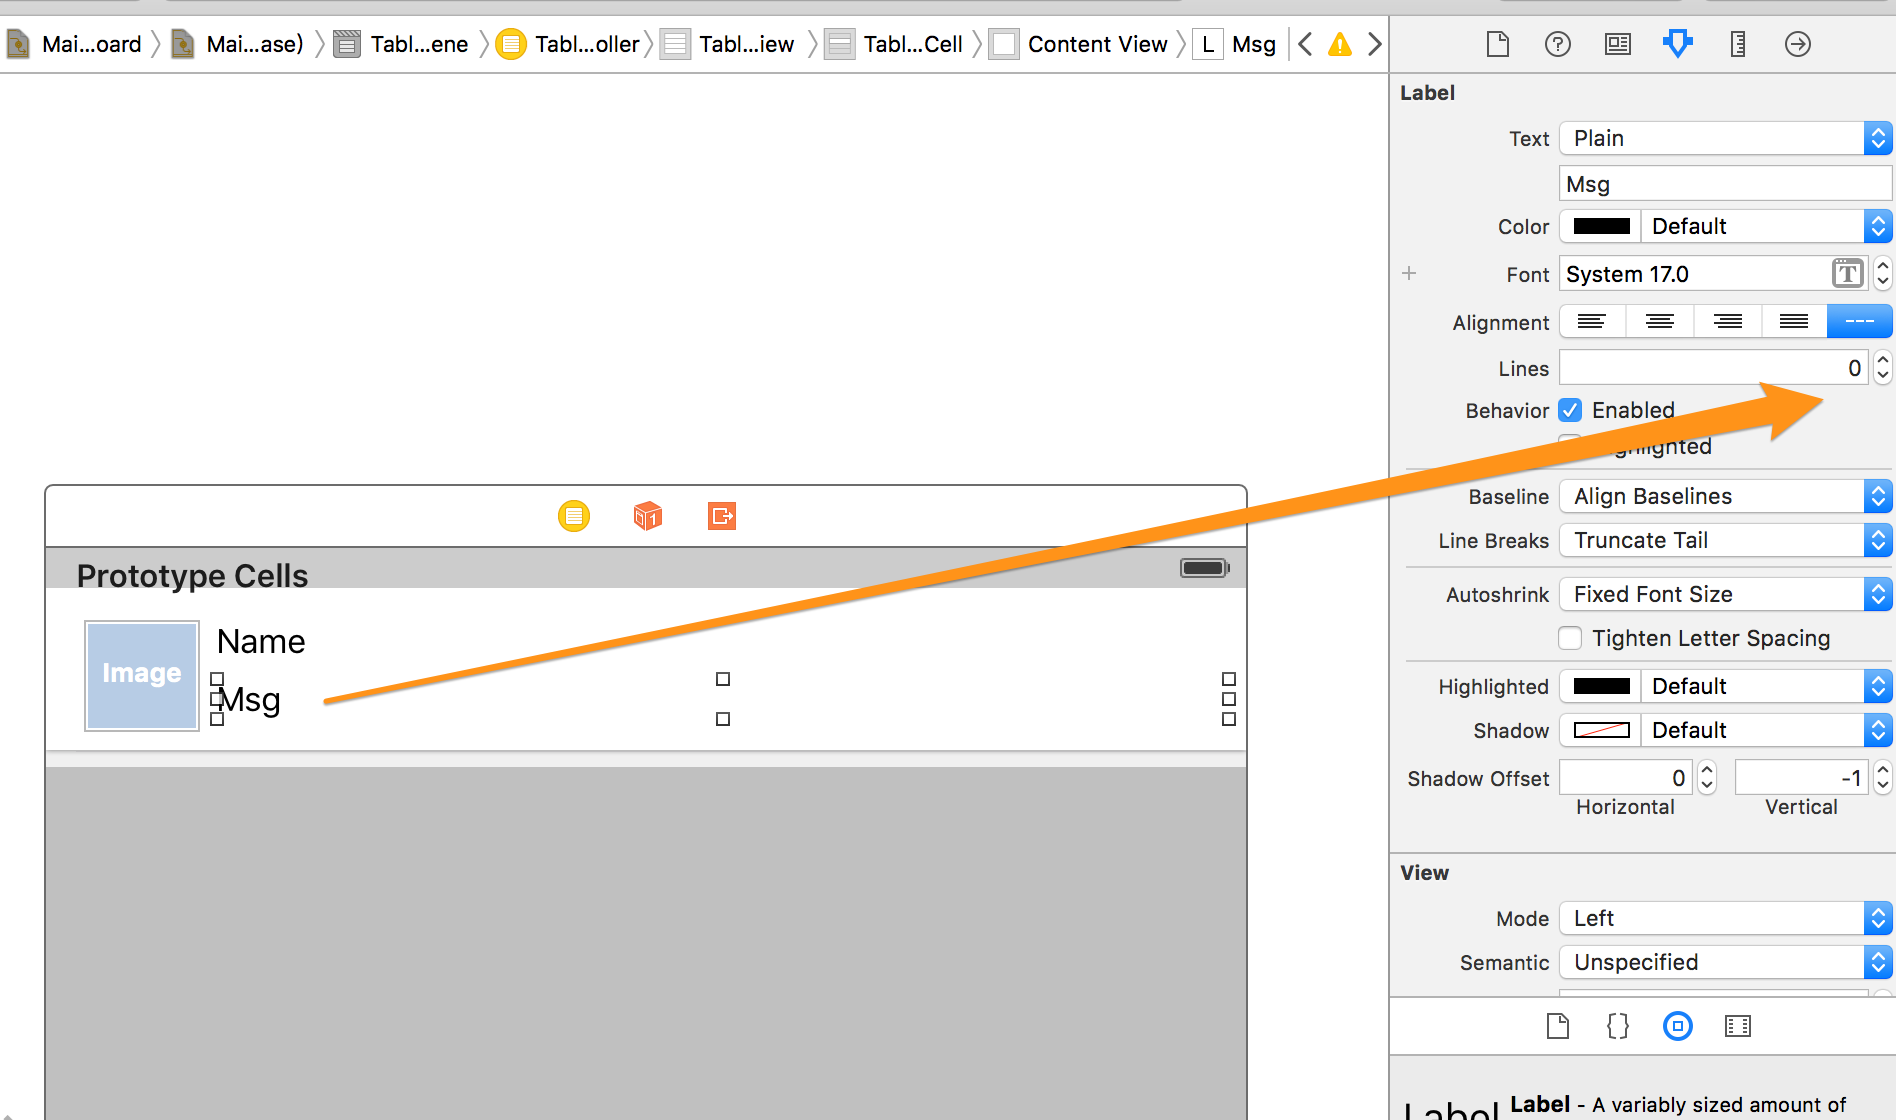 Mai...oard Mai...ase) Tabl...ene Tabl...oller Tabl...iew Tabl...Cell Content View L Msg
Label
Text Plain
Msg
Color Default
Font System 17.0 T
Alignment
Lines 0
Behavior Enabled
Highlighted
Baseline Align Baselines
Line Breaks Truncate Tail
Autoshrink Fixed Font Size
Tighten Letter Spacing
Highlighted Default
Shadow Default
Shadow Offset 0 -1
Horizontal Vertical
View
Mode Left
Semantic Unspecified
{}
Label Label - A variably sized amount of
1
Prototype Cells
Image
Name
Msg